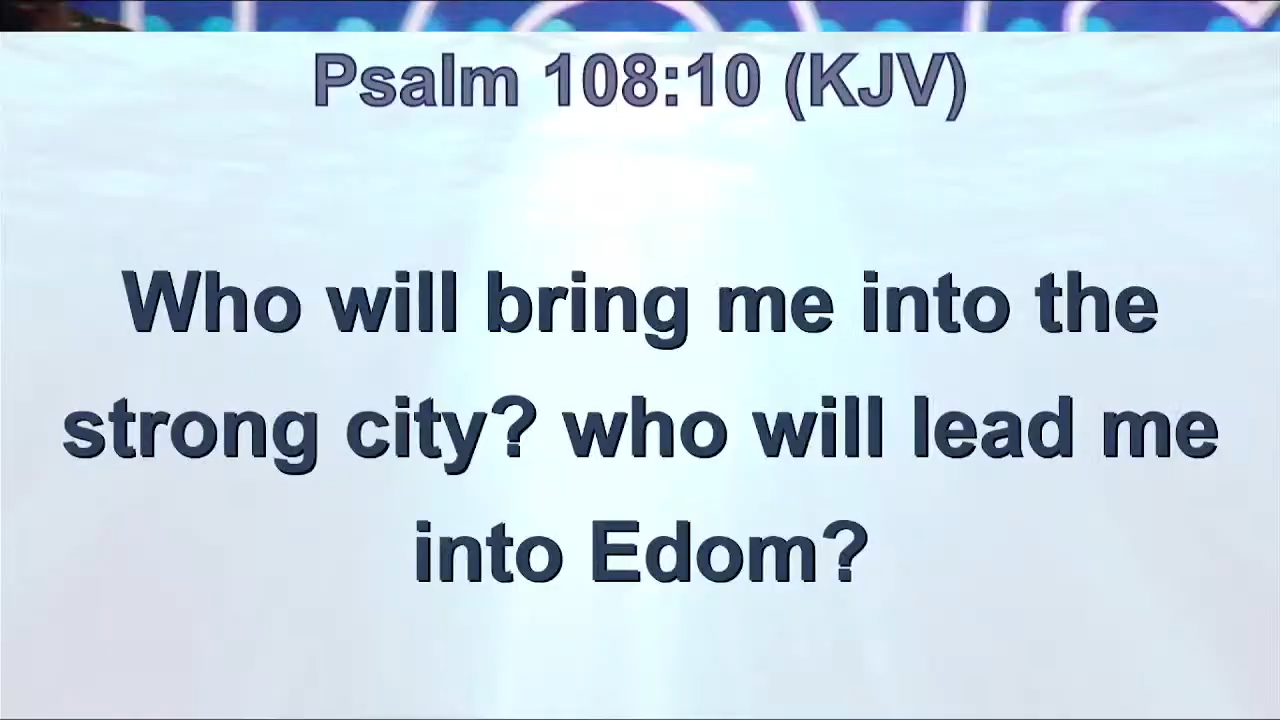 Psalm 108:10 (KJV)
Who will bring me into the
strong city? who will lead me
into Edom?